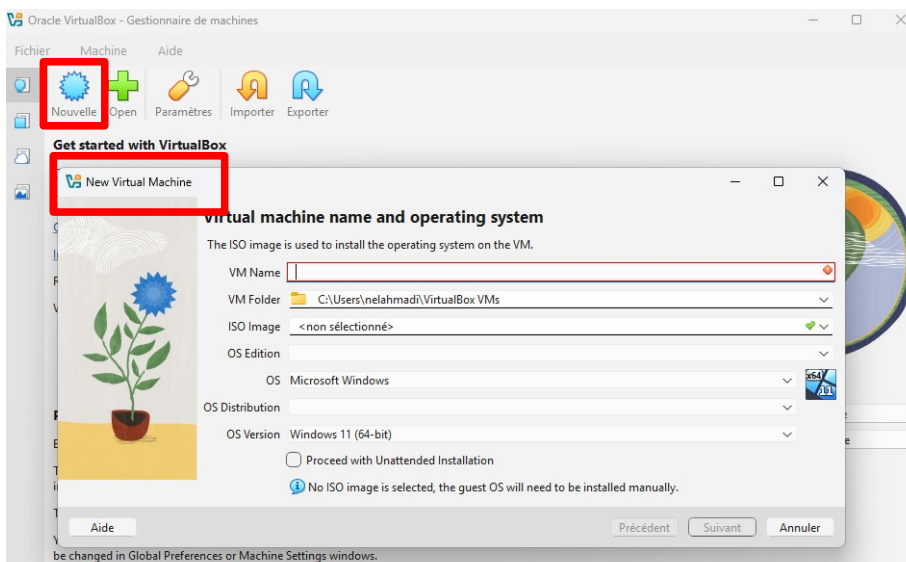 Oracle VirtualBox - Gestionnaire de machines
Fichier Machine Aide
Nouvelle Open Paramètres Importer Exporter
Get started with VirtualBox
New Virtual Machine
Virtual machine name and operating system
The ISO image is used to install the operating system on the VM.
VM Name
VM Folder C:\Users\nelahmadi\VirtualBox VMs
ISO Image <non sélectionné>
OS Edition
OS Microsoft Windows
x64
11
OS Distribution
OS Version Windows 11 (64-bit)
Proceed with Unattended Installation
No ISO image is selected, the guest OS will need to be installed manually.
Aide Précédent Suivant Annuler
be changed in Global Preferences or Machine Settings windows.